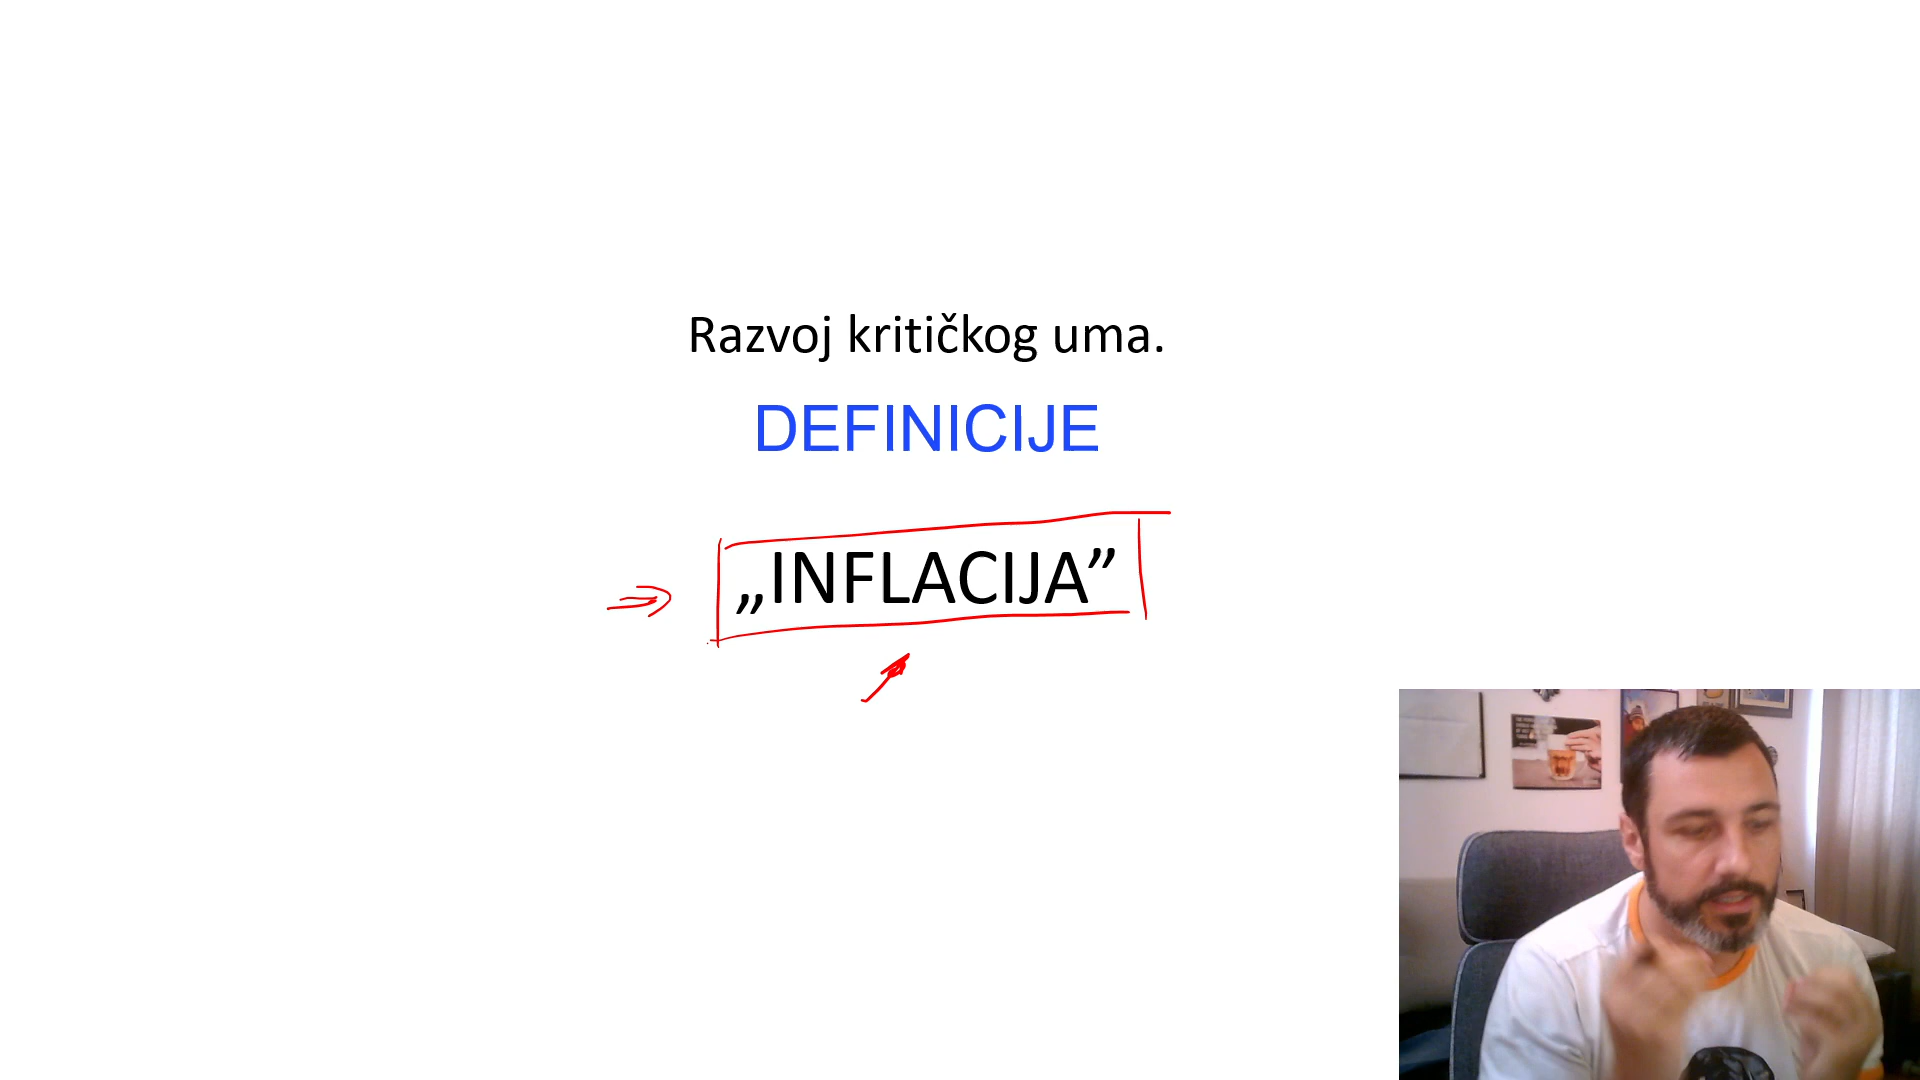 Razvoj kritičkog uma.
DEFINICIJE
„INFLACIJA”